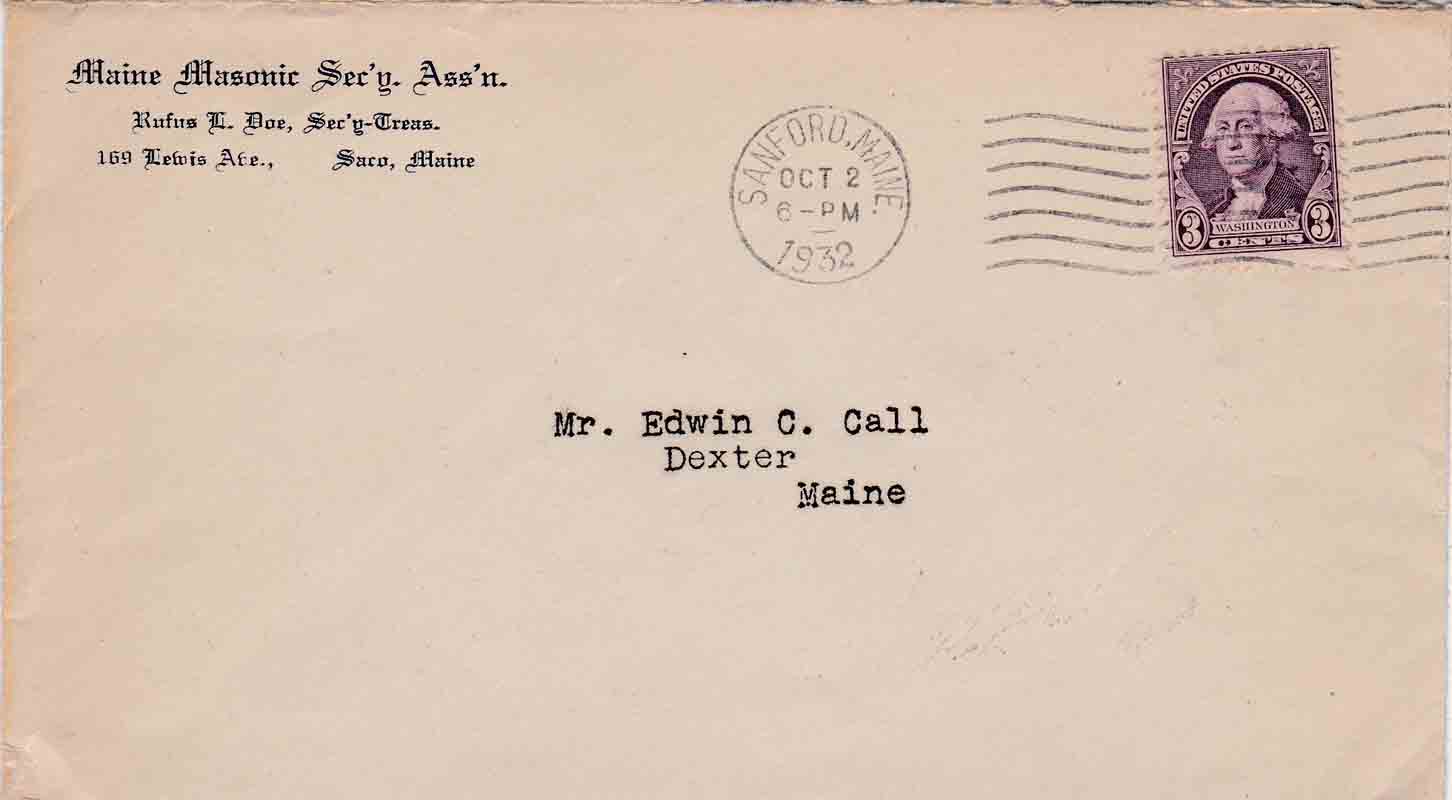 Maine Masonic Sec'y. Ass'n.
Rufus L. Doe, Sec'y-Treas.
169 Lewis Ave., Saco, Maine
SANFORD, MAINE.
OCT 2
6-PM
1932
UNITED STATES POSTAGE
3 WASHINGTON 3
CENTS
Mr. Edwin C. Call
Dexter
Maine